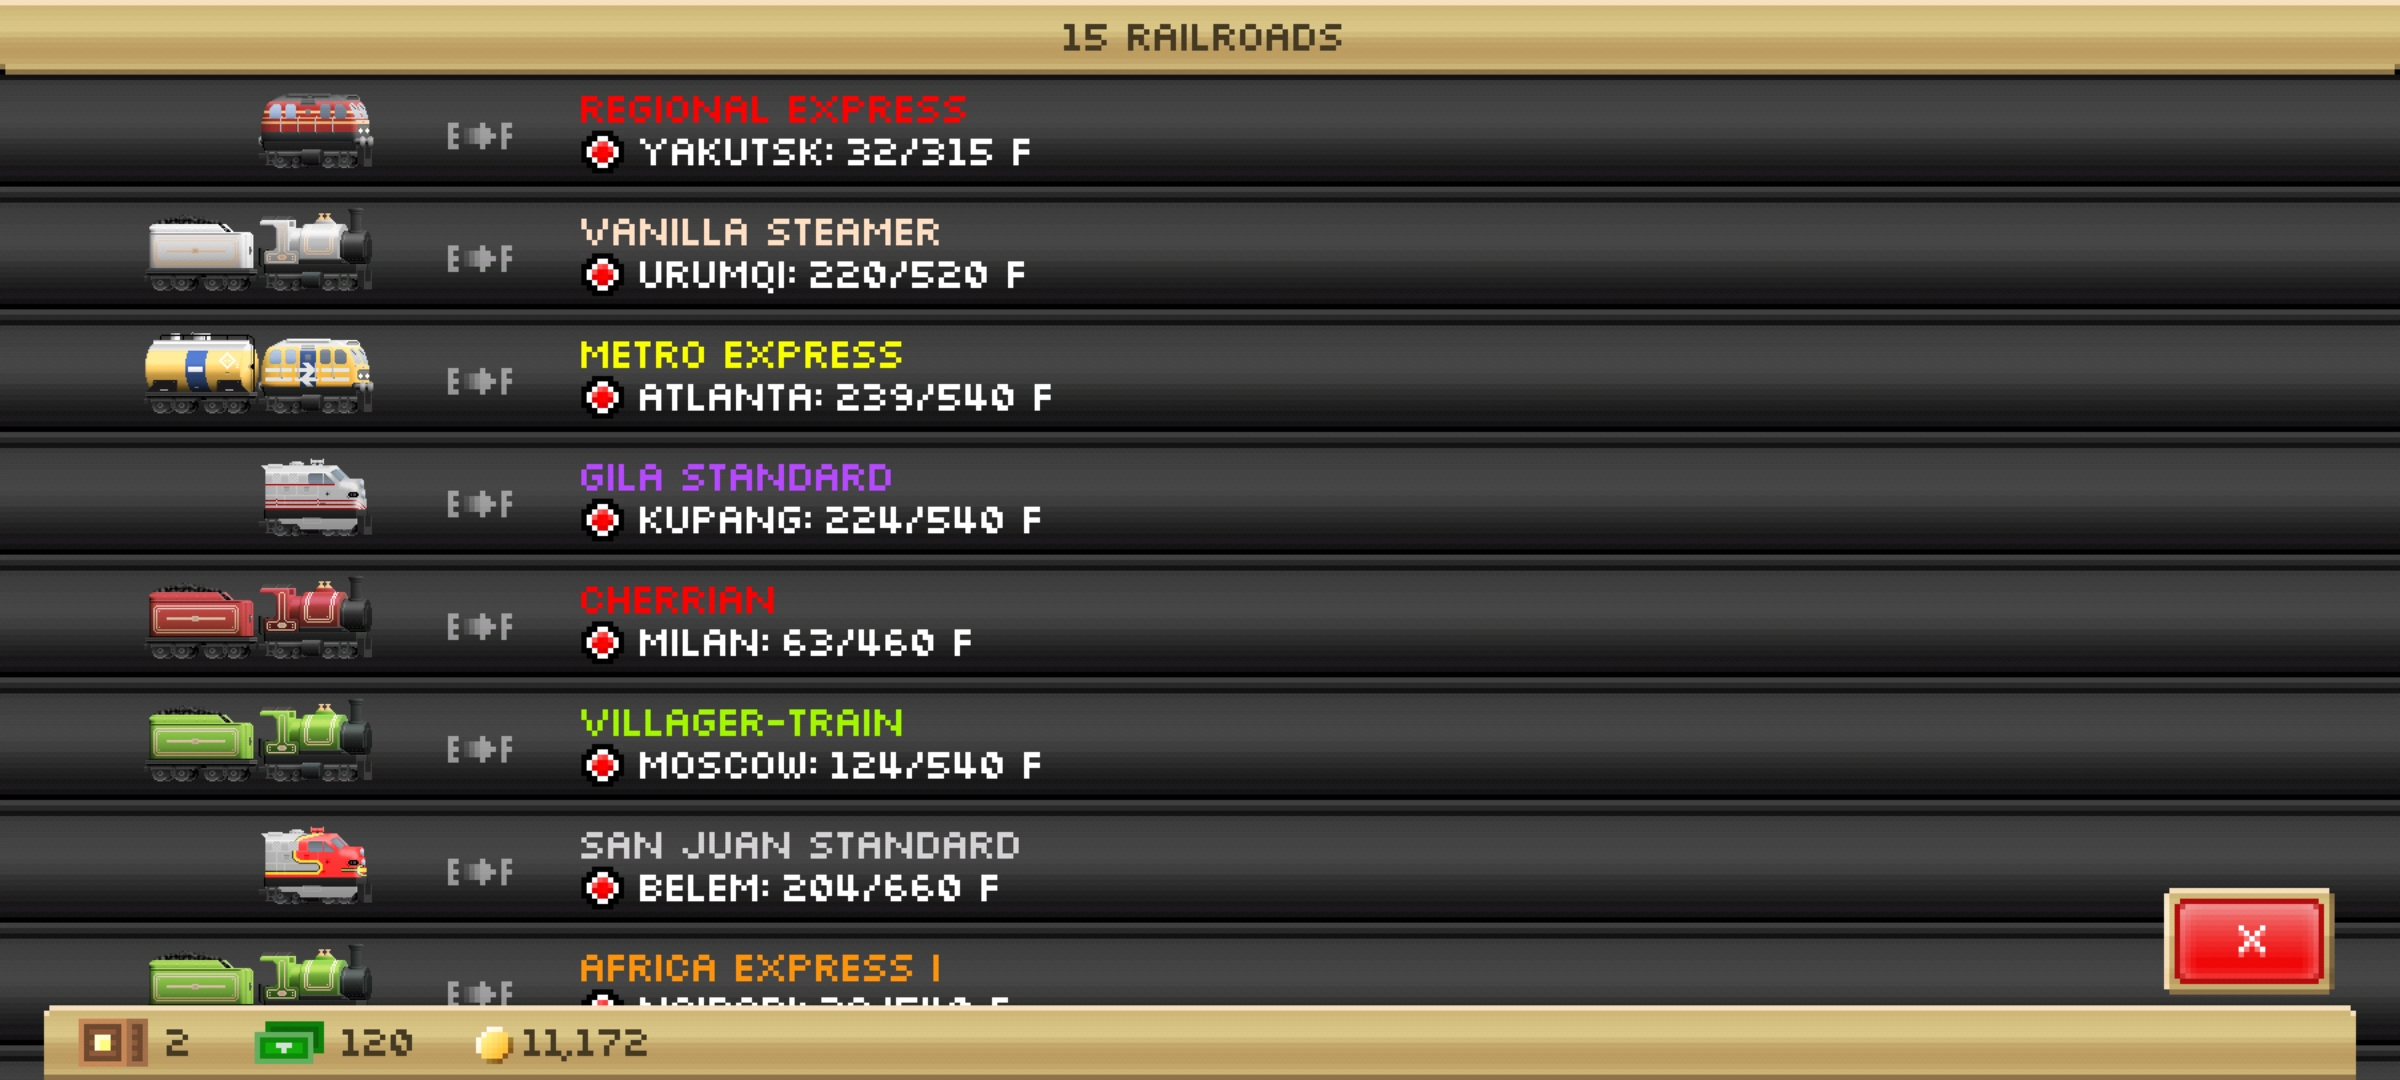 15 RAILROADS
E F
REGIONAL EXPRESS
YAKUTSK: 32/315 F
E F
VANILLA STEAMER
URUMQI: 220/520 F
E F
METRO EXPRESS
ATLANTA: 239/540 F
E F
GILA STANDARD
KUPANG: 224/540 F
E F
CHERRIAN
MILAN: 63/460 F
E F
VILLAGER-TRAIN
MOSCOW: 124/540 F
E F
SAN JUAN STANDARD
BELEM: 204/660 F
E F
AFRICA EXPRESS I
X
2
120
11,172